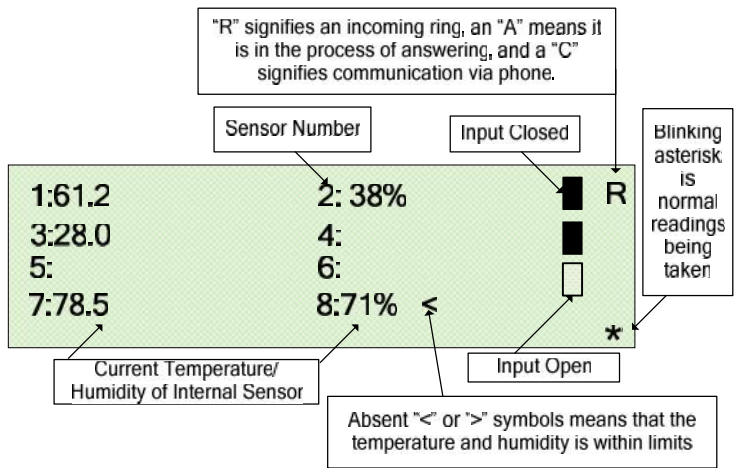 "R" signifies an incoming ring, an "A" means it
is in the process of answering, and a "C"
signifies communication via phone.
Sensor Number
Input Closed
Blinking
asterisk
is
normal
readings
being
taken
1:61.2 2: 38% R
3:28.0 4:
5: 6:
7:78.5 8:71% <
*
Current Temperature/
Humidity of Internal Sensor
Input Open
Absent "<" or ">" symbols means that the
temperature and humidity is within limits